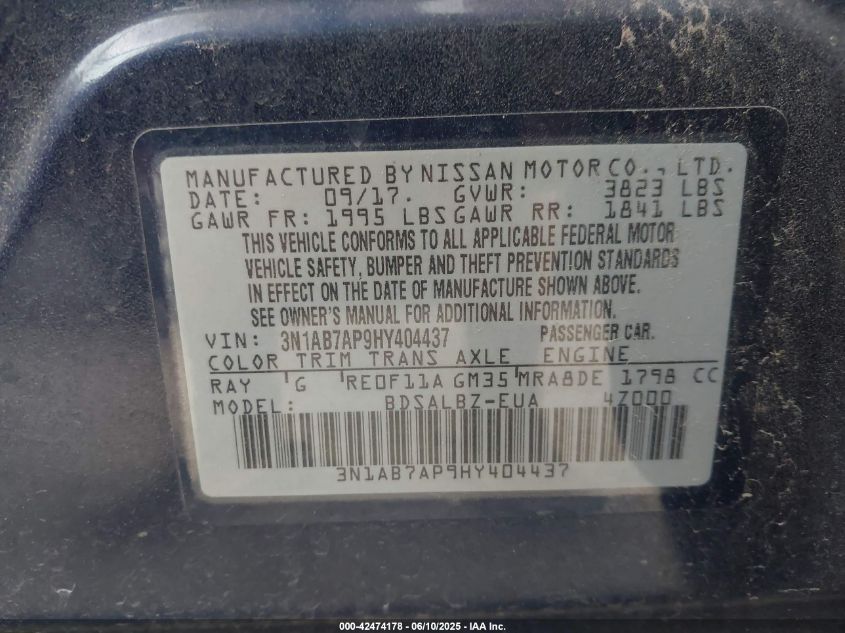 MANUFACTURED BY NISSAN MOTOR CO., LTD.
DATE: 09/17. GVWR: 3823 LBS
GAWR FR: 1995 LBS GAWR RR: 1841 LBS
THIS VEHICLE CONFORMS TO ALL APPLICABLE FEDERAL MOTOR
VEHICLE SAFETY, BUMPER AND THEFT PREVENTION STANDARDS
IN EFFECT ON THE DATE OF MANUFACTURE SHOWN ABOVE.
SEE OWNER'S MANUAL FOR ADDITIONAL INFORMATION.
VIN: 3N1AB7AP9HY404437 PASSENGER CAR.
COLOR TRIM TRANS AXLE ENGINE
RAY G RE0F11A GM35 MRA8DE 1798 CC
MODEL: BDSALBZ-EUA 4Z000
3N1AB7AP9HY404437
000-42474178 - 06/10/2025 - IAA Inc.